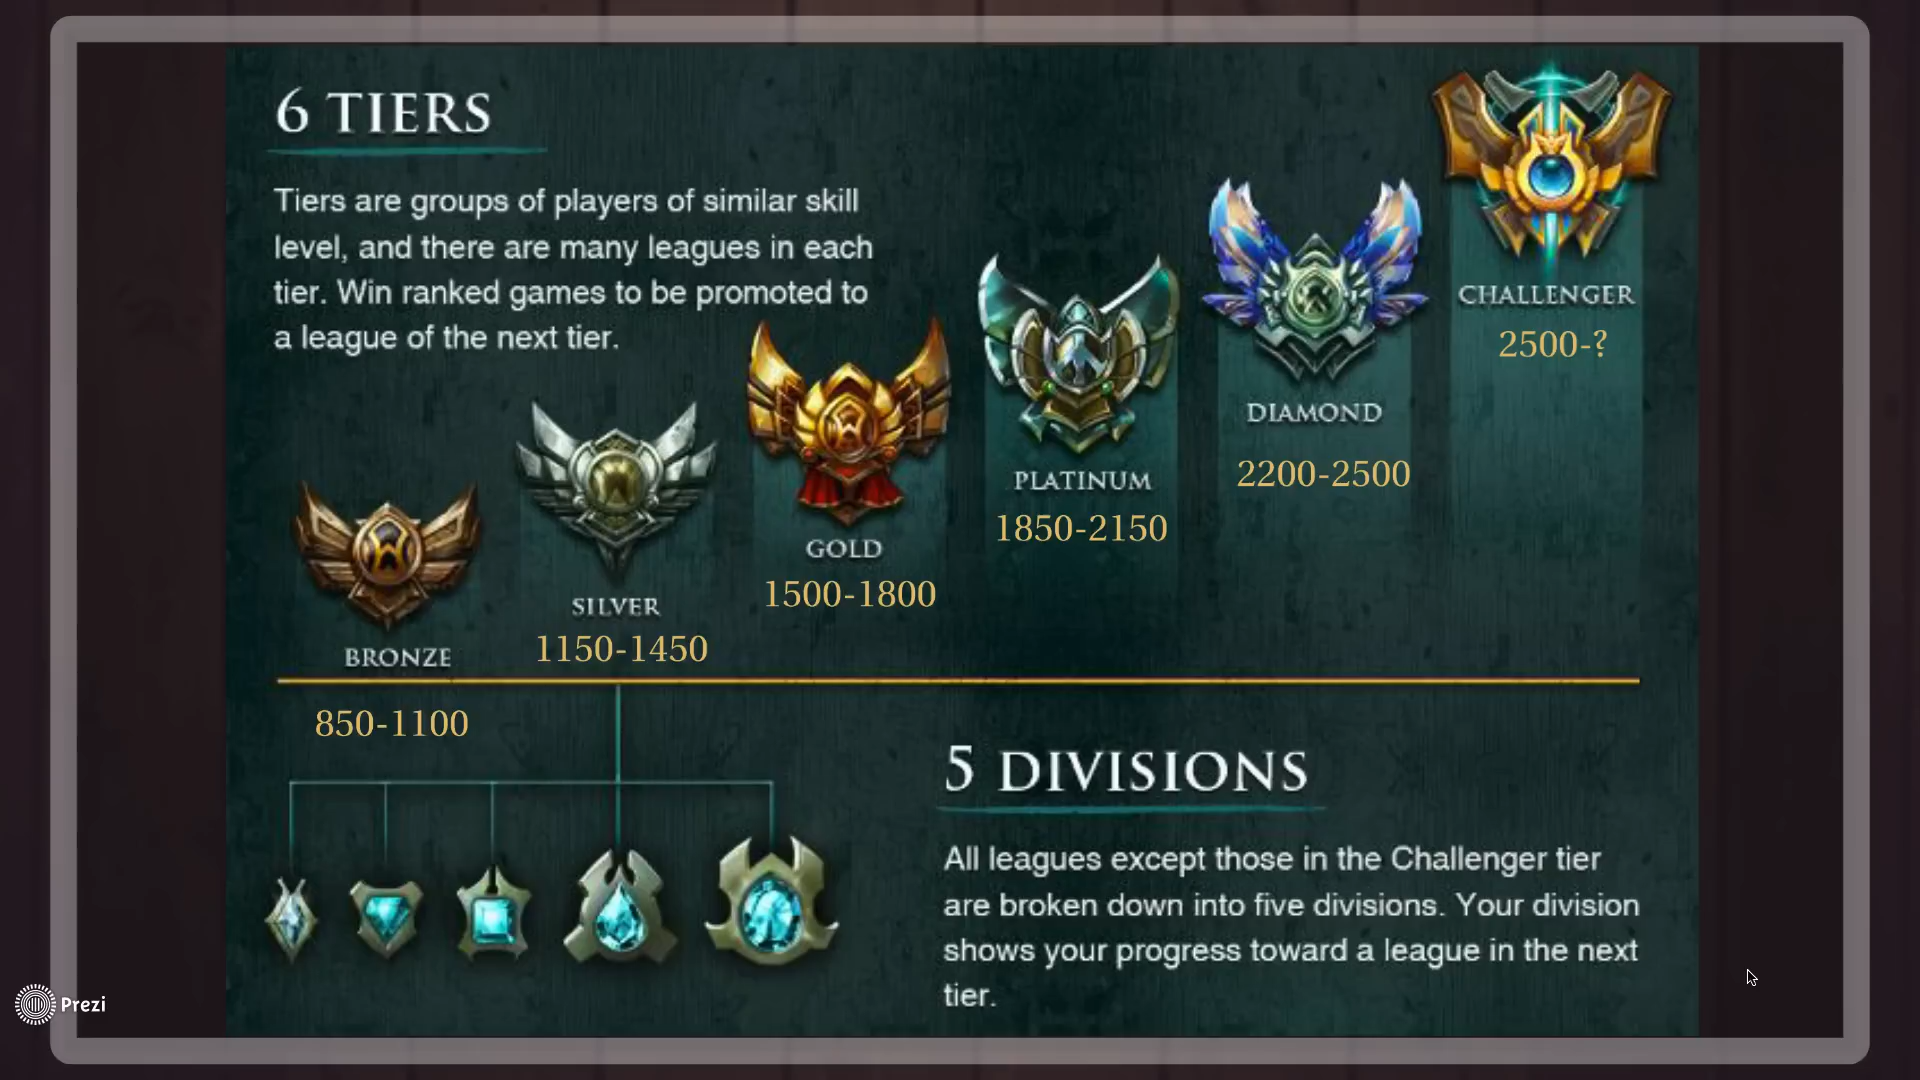 6 TIERS
Tiers are groups of players of similar skill
level, and there are many leagues in each
tier. Win ranked games to be promoted to
a league of the next tier.
CHALLENGER
2500-?
DIAMOND
2200-2500
PLATINUM
1850-2150
GOLD
1500-1800
SILVER
1150-1450
BRONZE
850-1100
5 DIVISIONS
All leagues except those in the Challenger tier
are broken down into five divisions. Your division
shows your progress toward a league in the next
tier.
Prezi